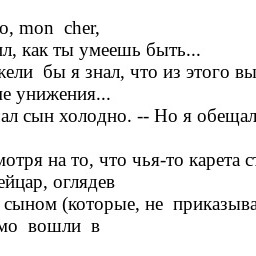 о, mon cher,
л, как ты умеешь быть...
жели бы я знал, что из этого вы
е унижения...
ал сын холодно. -- Но я обещал
мотря на то, что чья-то карета с
ейцар, оглядев
сыном (которые, не приказыва
мо вошли в